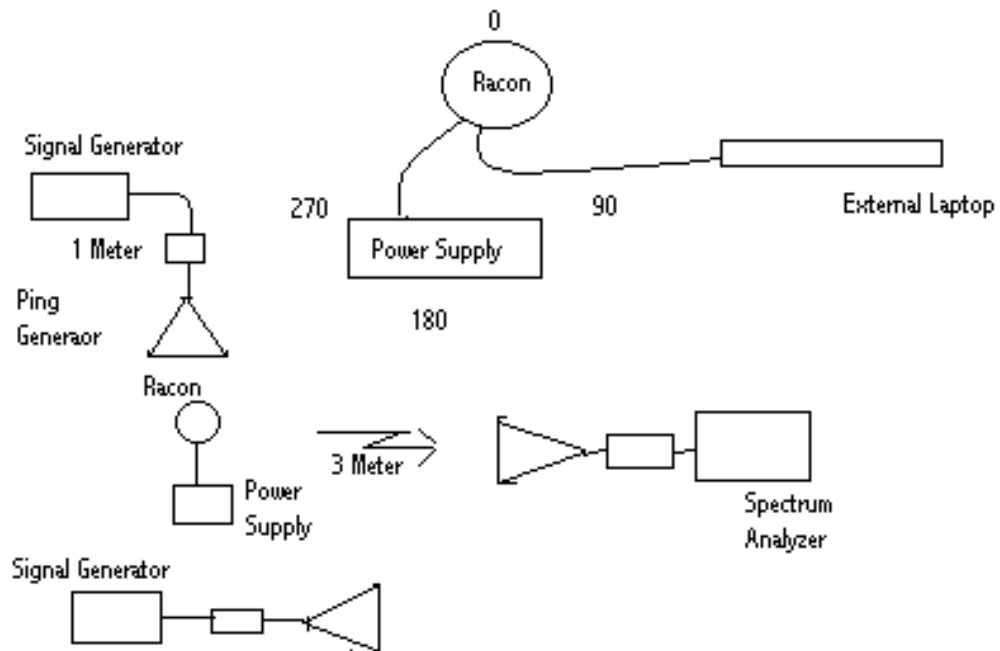 0
Racon
Signal Generator
270
90
External Laptop
1 Meter
Power Supply
Ping
Generaor
180
Racon
3 Meter
Power
Supply
Spectrum
Analyzer
Signal Generator